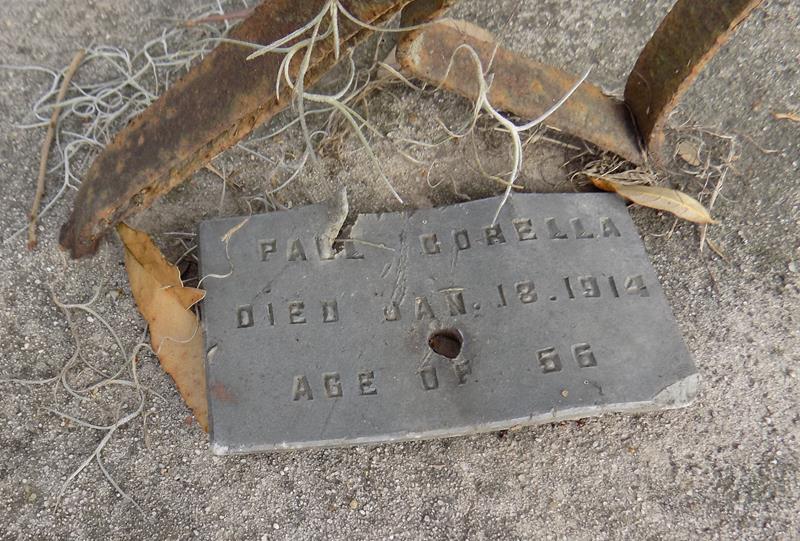 PAUL CORELLA
DIED JAN. 18. 1914
AGE OF 56